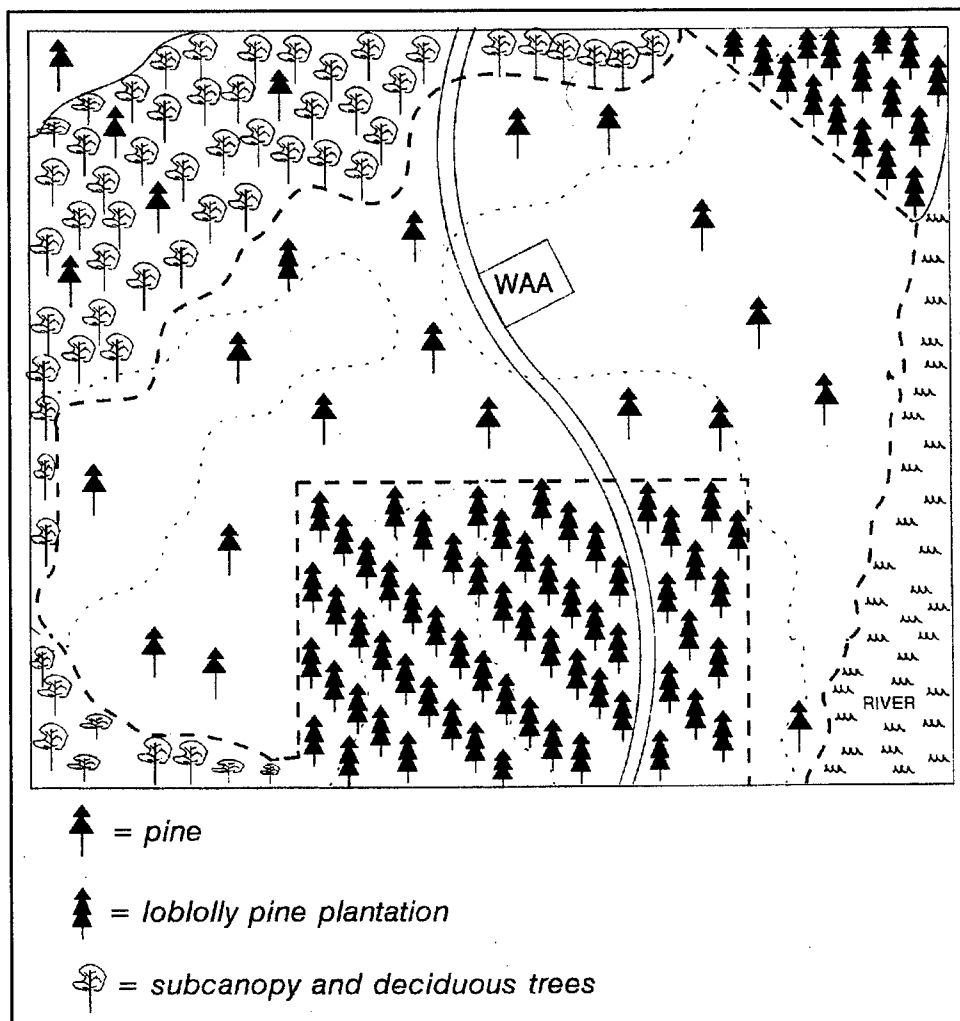 WAA
RIVER
= pine
= loblolly pine plantation
= subcanopy and deciduous trees